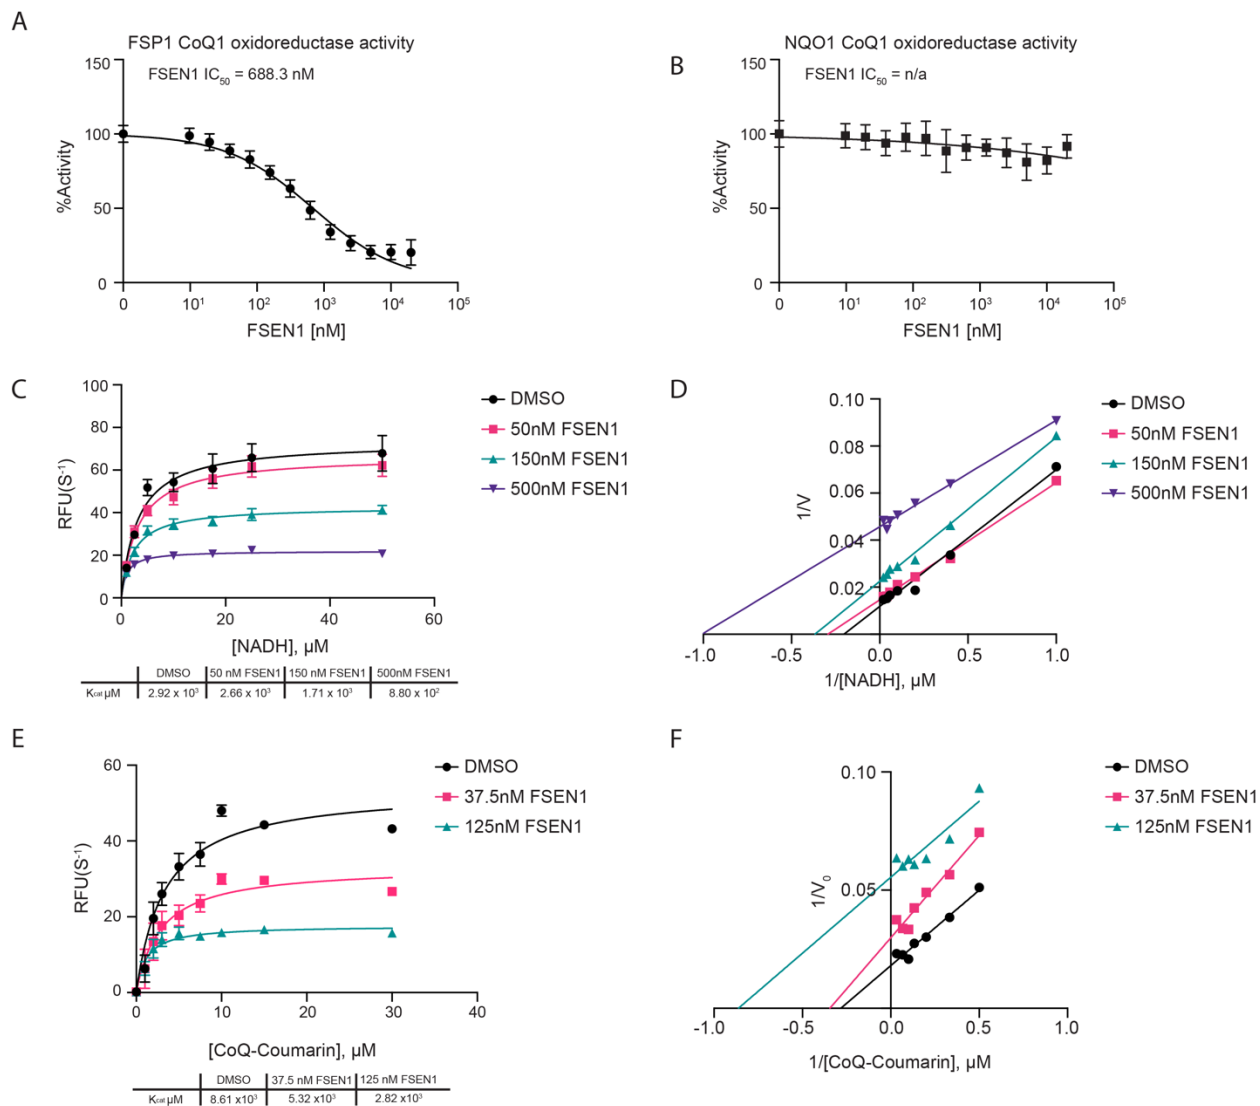 A
FSP1 CoQ1 oxidoreductase activity
FSEN1 IC50 = 688.3 nM
150
100
50
0
%Activity
0 10¹ 10² 10³ 10⁴ 10⁵
FSEN1 [nM]
B
NQO1 CoQ1 oxidoreductase activity
FSEN1 IC50 = n/a
150
100
50
0
%Activity
0 10¹ 10² 10³ 10⁴ 10⁵
FSEN1 [nM]
C
100
80
60
40
20
0
RFU(S⁻¹)
0 20 40 60
[NADH], µM
DMSO
50nM FSEN1
150nM FSEN1
500nM FSEN1
DMSO 50 nM FSEN1 150 nM FSEN1 500nM FSEN1
Kcat µM 2.92 x 10³ 2.66 x 10³ 1.71 x 10³ 8.80 x 10²
D
0.10
0.08
0.06
0.04
0.02
1/V
-1.0 -0.5 0.0 0.5 1.0
1/[NADH], µM
DMSO
50nM FSEN1
150nM FSEN1
500nM FSEN1
E
60
40
20
0
RFU(S⁻¹)
0 10 20 30 40
[CoQ-Coumarin], µM
DMSO
37.5nM FSEN1
125nM FSEN1
DMSO 37.5 nM FSEN1 125 nM FSEN1
Kcat µM 8.61 x10³ 5.32 x10³ 2.82 x10³
F
0.10
0.05
1/V0
-1.0 -0.5 0.0 0.5 1.0
1/[CoQ-Coumarin], µM
DMSO
37.5nM FSEN1
125nM FSEN1